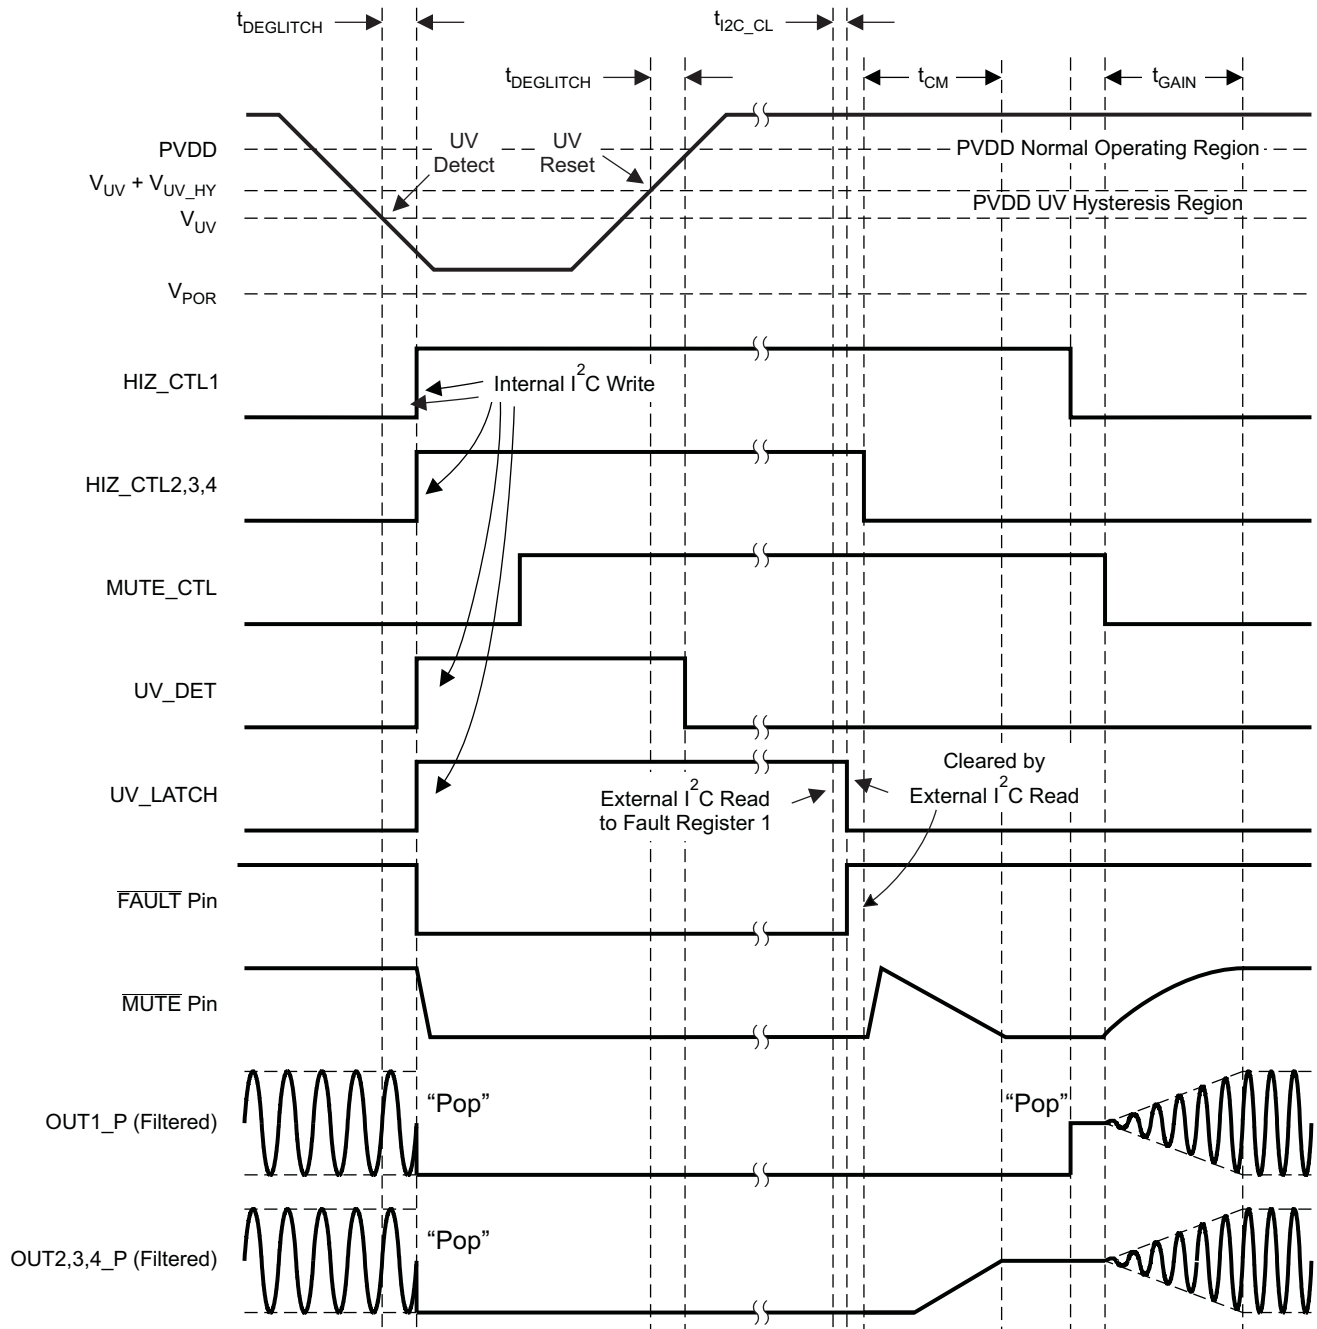 tDEGLITCH
tI2C_CL
tDEGLITCH
tCM
tGAIN
PVDD
UV
Detect
UV
Reset
PVDD Normal Operating Region
VUV + VUV_HY
PVDD UV Hysteresis Region
VUV
VPOR
HIZ_CTL1
Internal I2C Write
HIZ_CTL2,3,4
MUTE_CTL
UV_DET
UV_LATCH
External I2C Read
to Fault Register 1
Cleared by
External I2C Read
FAULT Pin
MUTE Pin
OUT1_P (Filtered)
“Pop”
“Pop”
OUT2,3,4_P (Filtered)
“Pop”